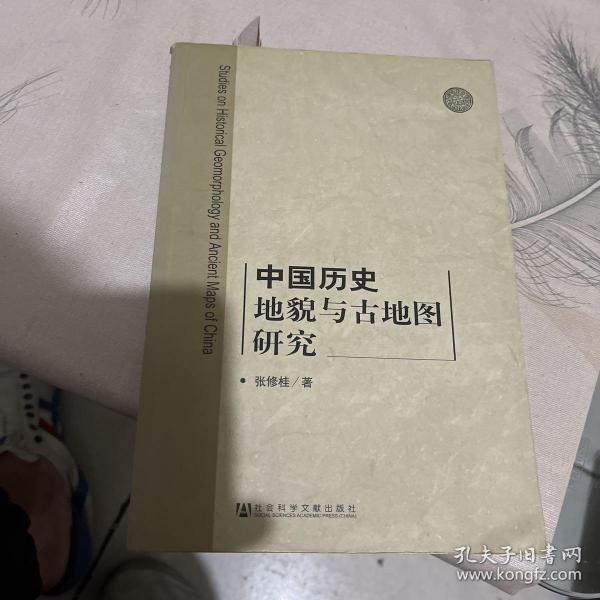 Studies on Historical Geomorphology and Ancient Maps of China
中国历史
地貌与古地图
研究
张修桂／著
社会科学文献出版社
SOCIAL SCIENCES ACADEMIC PRESS (CHINA)
孔夫子旧书网
www.kongfz.com